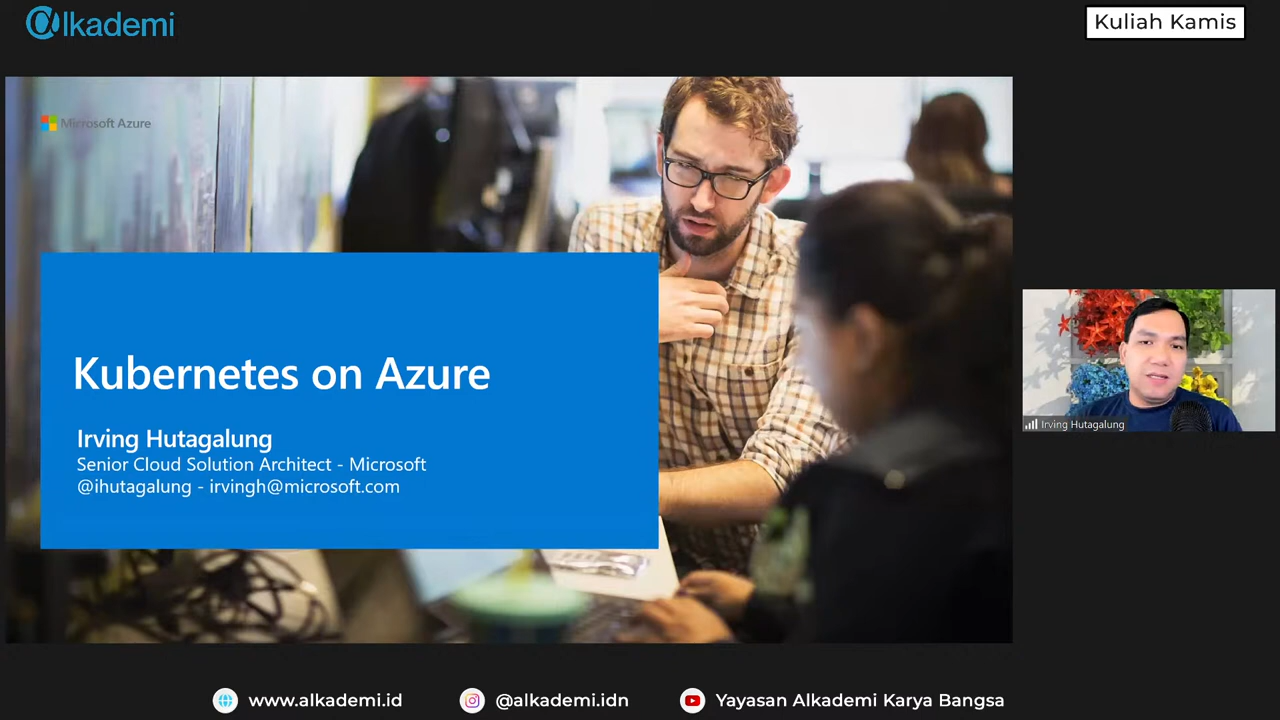 @lkademi
Kuliah Kamis
Microsoft Azure
Kubernetes on Azure
Irving Hutagalung
Senior Cloud Solution Architect - Microsoft
@ihutagalung - irvingh@microsoft.com
Irving Hutagalung
www.alkademi.id
@alkademi.idn
Yayasan Alkademi Karya Bangsa